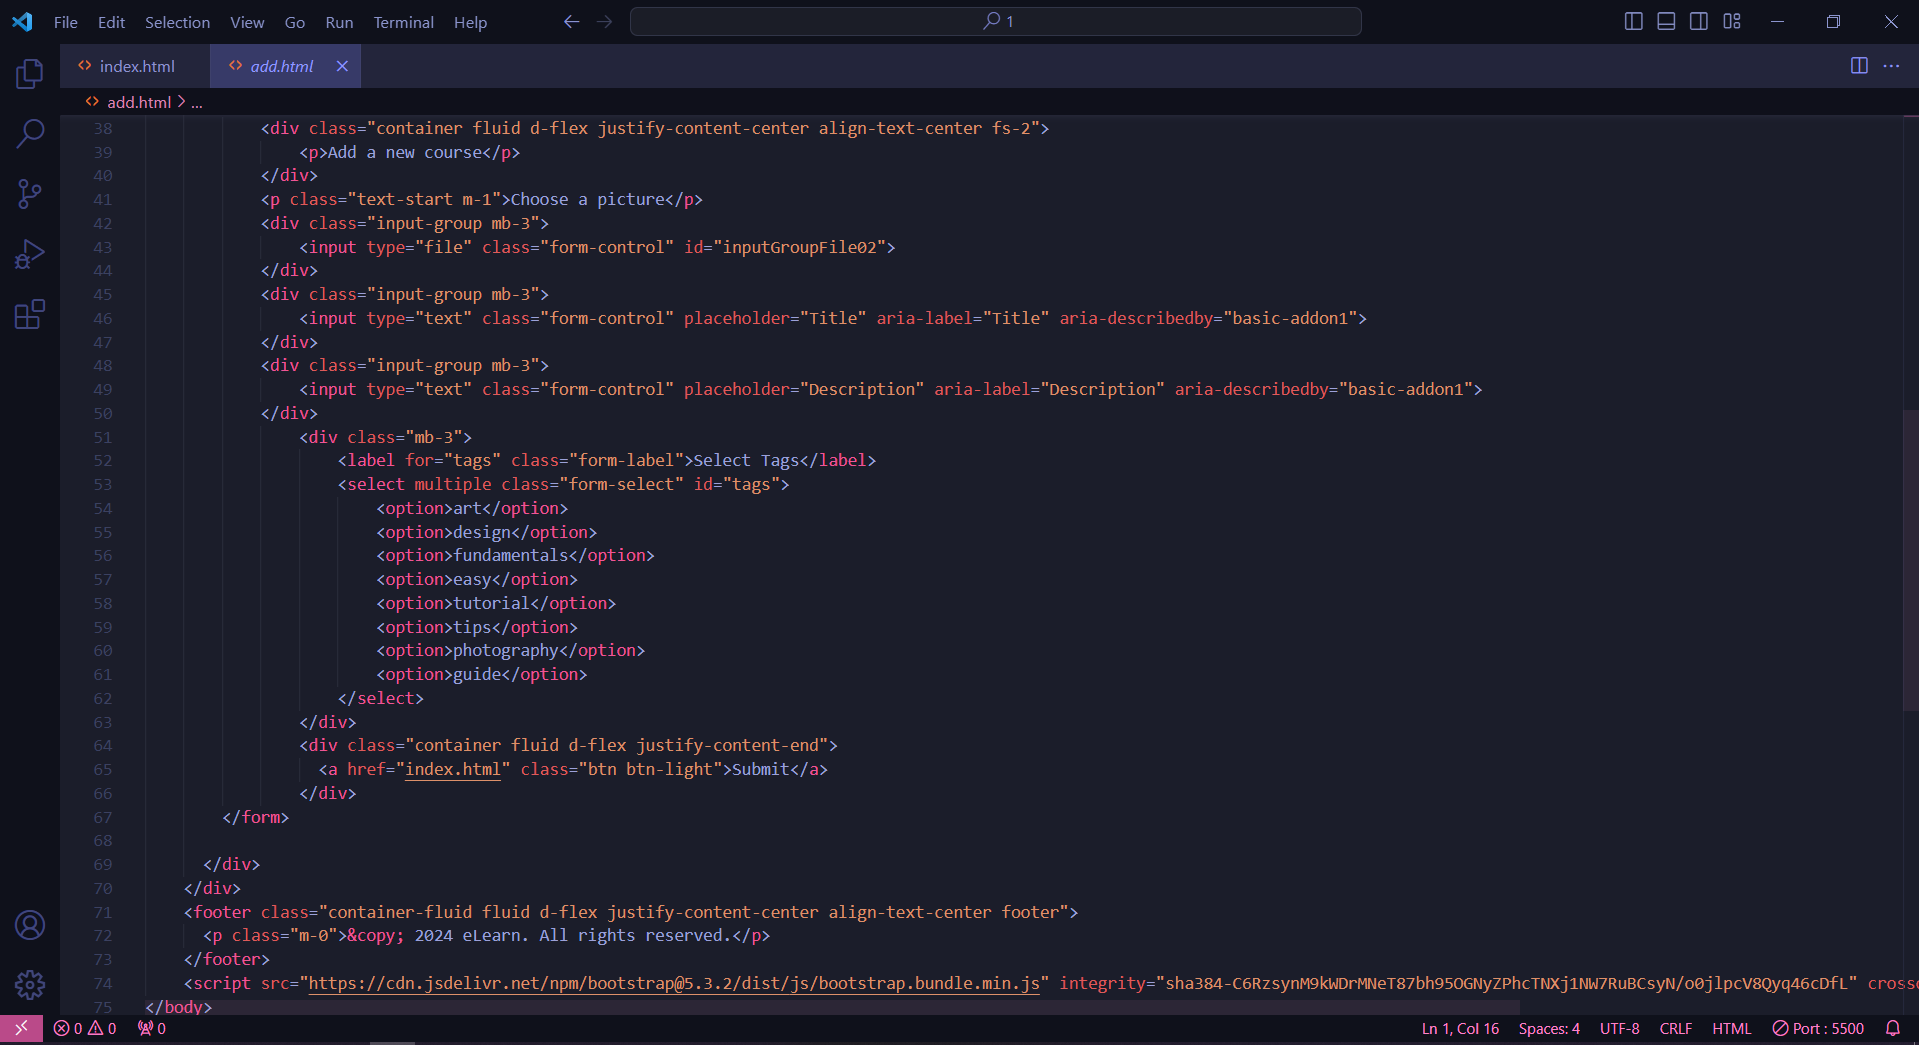 File Edit Selection View Go Run Terminal Help
1
index.html
add.html
add.html > ...
38 <div class="container fluid d-flex justify-content-center align-text-center fs-2">
39 <p>Add a new course</p>
40 </div>
41 <p class="text-start m-1">Choose a picture</p>
42 <div class="input-group mb-3">
43 <input type="file" class="form-control" id="inputGroupFile02">
44 </div>
45 <div class="input-group mb-3">
46 <input type="text" class="form-control" placeholder="Title" aria-label="Title" aria-describedby="basic-addon1">
47 </div>
48 <div class="input-group mb-3">
49 <input type="text" class="form-control" placeholder="Description" aria-label="Description" aria-describedby="basic-addon1">
50 </div>
51 <div class="mb-3">
52 <label for="tags" class="form-label">Select Tags</label>
53 <select multiple class="form-select" id="tags">
54 <option>art</option>
55 <option>design</option>
56 <option>fundamentals</option>
57 <option>easy</option>
58 <option>tutorial</option>
59 <option>tips</option>
60 <option>photography</option>
61 <option>guide</option>
62 </select>
63 </div>
64 <div class="container fluid d-flex justify-content-end">
65 <a href="index.html" class="btn btn-light">Submit</a>
66 </div>
67 </form>
68
69 </div>
70 </div>
71 <footer class="container-fluid fluid d-flex justify-content-center align-text-center footer">
72 <p class="m-0">&copy; 2024 eLearn. All rights reserved.</p>
73 </footer>
74 <script src="https://cdn.jsdelivr.net/npm/bootstrap@5.3.2/dist/js/bootstrap.bundle.min.js" integrity="sha384-C6RzsynM9kWDrMNeT87bh95OGNyZPhcTNXj1NW7RuBCsyN/o0jlpcV8Qyq46cDfL" cross
75 </body>
0 0 0 Ln 1, Col 16 Spaces: 4 UTF-8 CRLF HTML Port : 5500